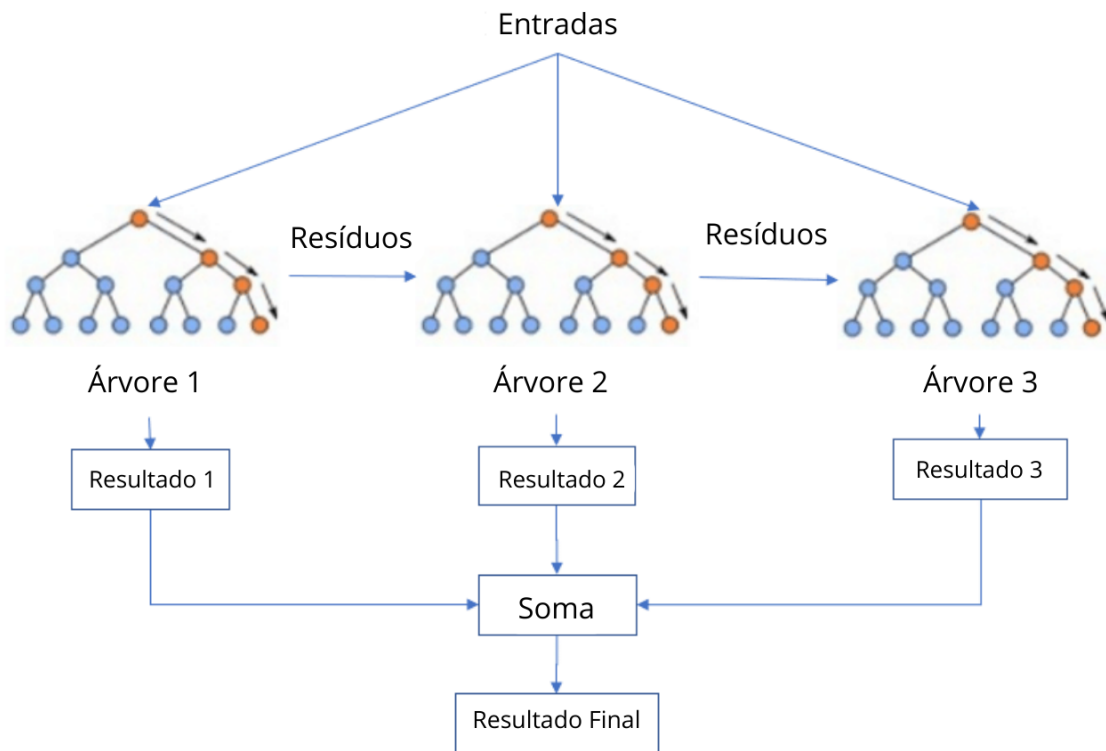 Entradas
Resíduos
Resíduos
Árvore 1
Árvore 2
Árvore 3
Resultado 1
Resultado 2
Resultado 3
Soma
Resultado Final